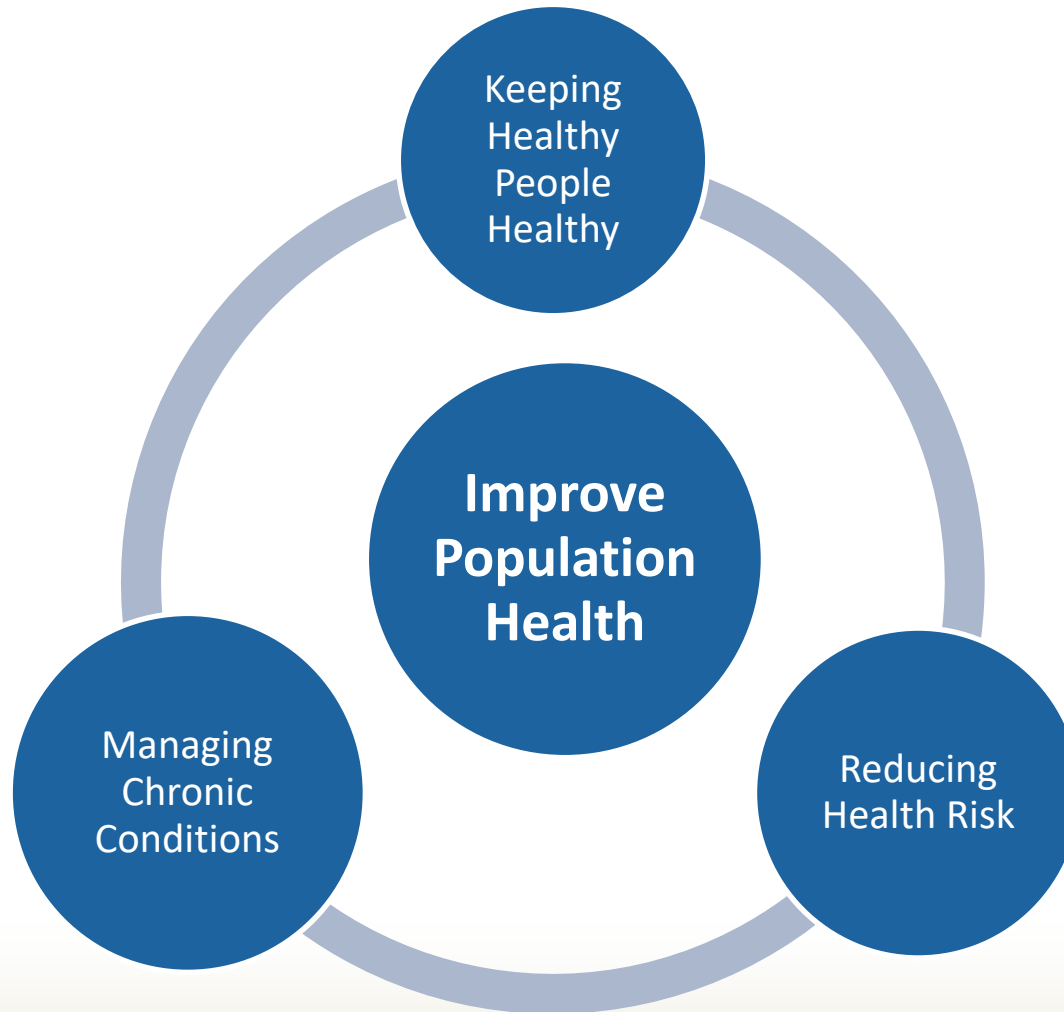 Keeping
Healthy
People
Healthy
Improve
Population
Health
Managing
Chronic
Conditions
Reducing
Health Risk